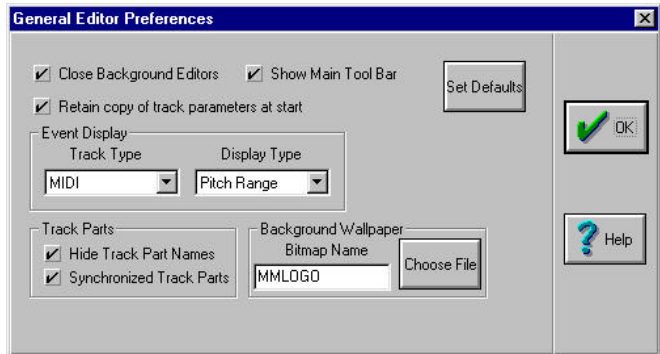 General Editor Preferences
Close Background Editors
Show Main Tool Bar
Set Defaults
Retain copy of track parameters at start
OK
Event Display
Track Type
Display Type
MIDI
Pitch Range
Track Parts
Hide Track Part Names
Synchronized Track Parts
Background Wallpaper
Bitmap Name
MMLOGO
Choose File
Help